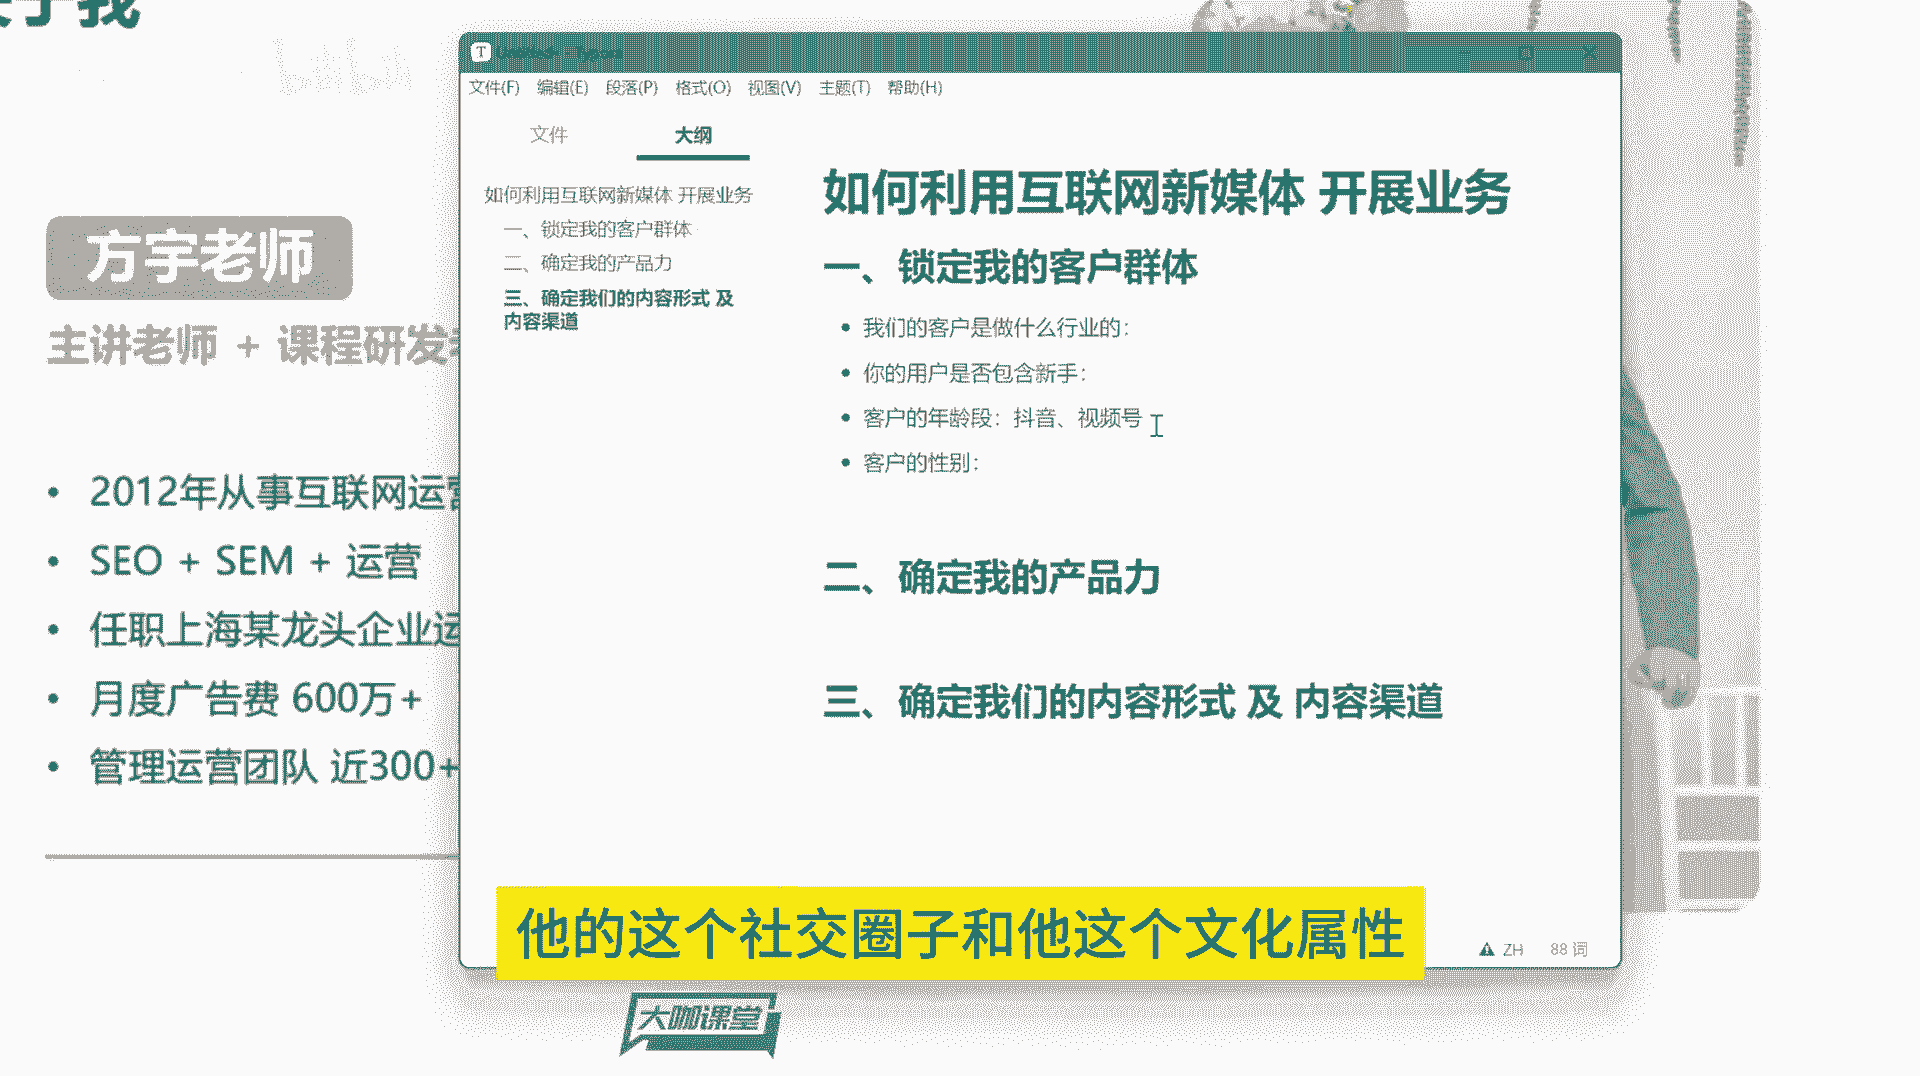 bilibili
方宇老师
主讲老师 + 课程研发
2012年从事互联网运营
SEO + SEM + 运营
任职上海某龙头企业运
月度广告费 600万+
管理运营团队 近300+
文件(F) 编辑(E) 段落(P) 格式(O) 视图(V) 主题(T) 帮助(H)
文件 大纲
如何利用互联网新媒体 开展业务
一、锁定我的客户群体
二、确定我的产品力
三、确定我们的内容形式 及
内容渠道
如何利用互联网新媒体 开展业务
一、锁定我的客户群体
我们的客户是做什么行业的：
你的用户是否包含新手：
客户的年龄段：抖音、视频号
客户的性别：
二、确定我的产品力
三、确定我们的内容形式 及 内容渠道
他的这个社交圈子和他这个文化属性
ZH 88 词
大咖课堂